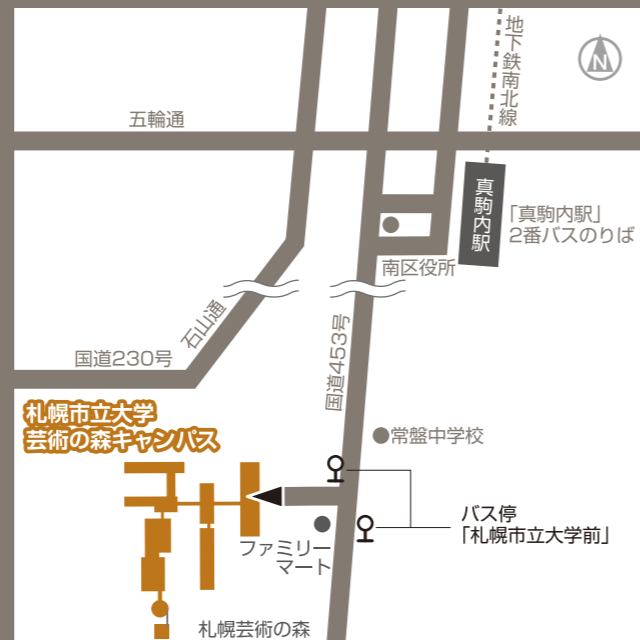 地下鉄南北線
N
五輪通
真駒内駅
「真駒内駅」
2番バスのりば
南区役所
石山通
国道453号
国道230号
札幌市立大学
芸術の森キャンパス
常盤中学校
バス停
「札幌市立大学前」
ファミリー
マート
札幌芸術の森